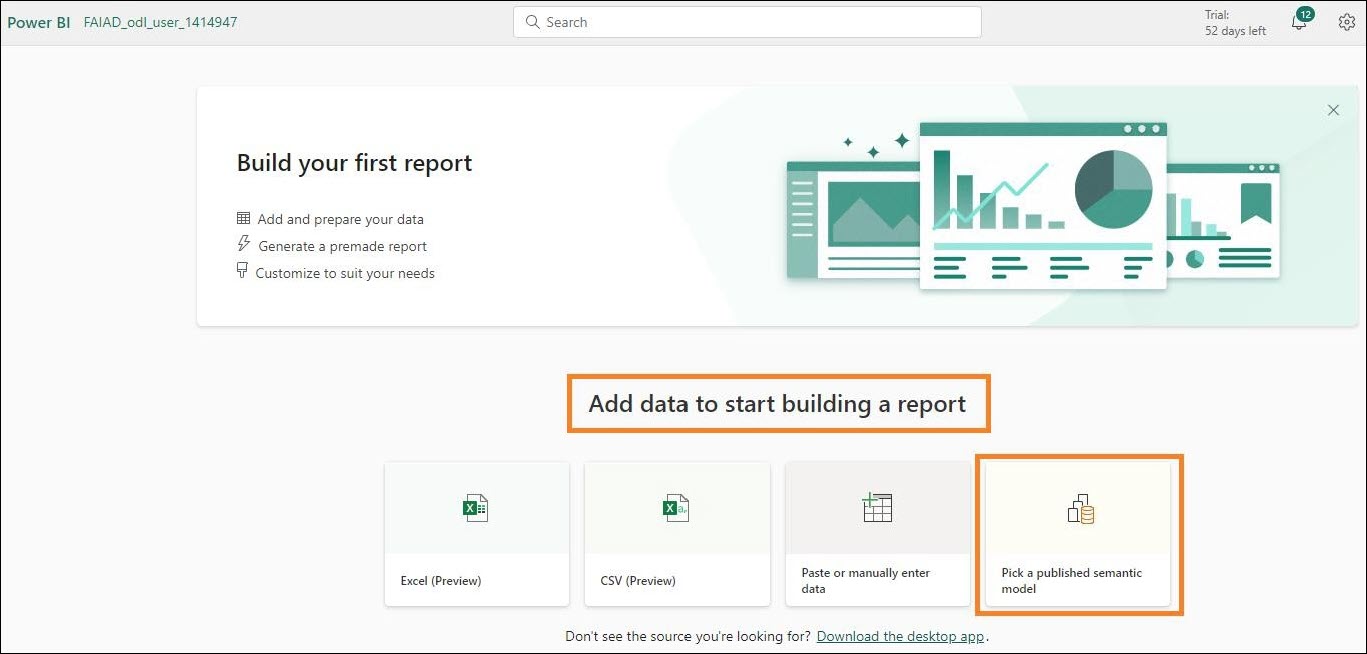 Power BI FAIAD_odl_user_1414947
Search
Trial:
52 days left
12
Build your first report
Add and prepare your data
Generate a premade report
Customize to suit your needs
Add data to start building a report
Excel (Preview)
CSV (Preview)
Paste or manually enter
data
Pick a published semantic
model
Don't see the source you're looking for? Download the desktop app.